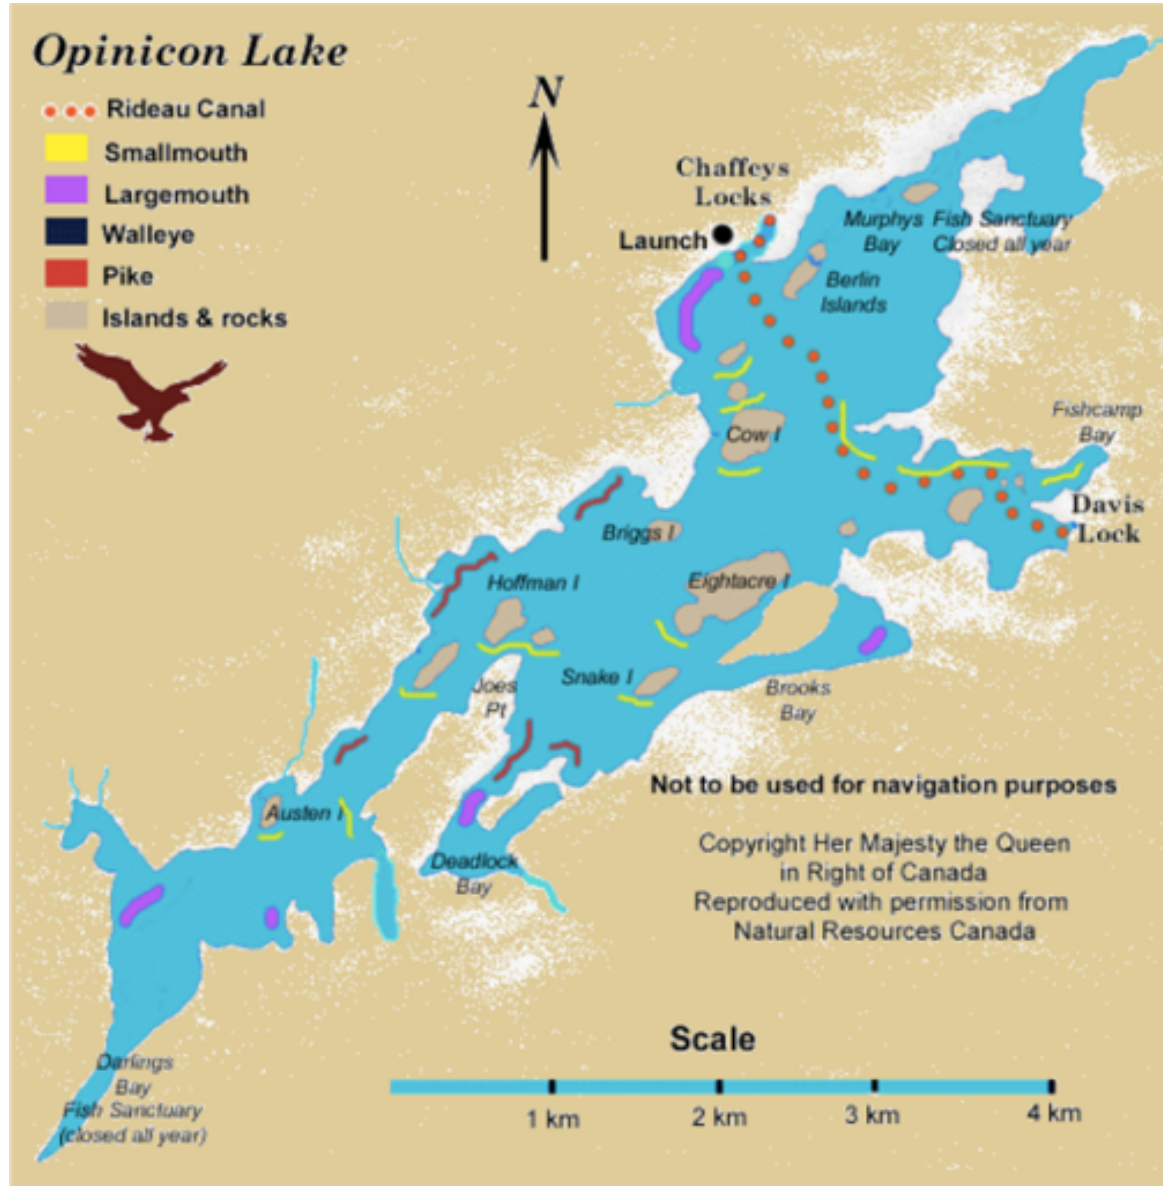 Opinicon Lake
Rideau Canal
Smallmouth
Largemouth
Walleye
Pike
Islands & rocks
N
Chaffeys
Locks
Launch
Murphys
Bay
Fish Sanctuary
Closed all year
Berlin
Islands
Fishcamp
Bay
Cow I
Davis
Lock
Briggs I
Hoffman I
Eightacre I
Snake I
Joes
Pt
Brooks
Bay
Austen I
Deadlock
Bay
Not to be used for navigation purposes
Copyright Her Majesty the Queen
in Right of Canada
Reproduced with permission from
Natural Resources Canada
Darlings
Bay
Fish Sanctuary
(closed all year)
Scale
1 km
2 km
3 km
4 km